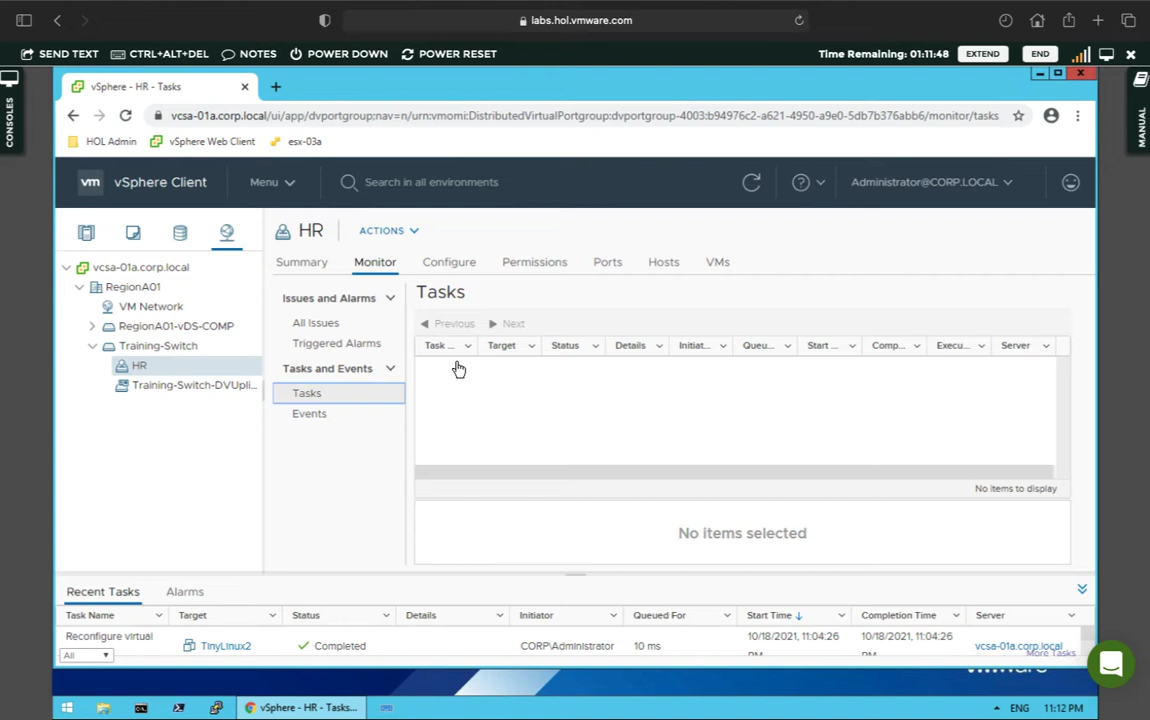 labs.hol.vmware.com
SEND TEXT CTRL+ALT+DEL NOTES POWER DOWN POWER RESET Time Remaining: 01:11:48 EXTEND END
CONSOLES
MANUAL
vSphere - HR - Tasks
vcsa-01a.corp.local/ui/app/dvportgroup;nav=n/urn:vmomi:DistributedVirtualPortgroup:dvportgroup-4003:b94976c2-a621-4950-a9e0-5db7b376abb6/monitor/tasks
HOL Admin vSphere Web Client esx-03a
vm vSphere Client Menu Search in all environments Administrator@CORP.LOCAL
HR ACTIONS
Summary Monitor Configure Permissions Ports Hosts VMs
vcsa-01a.corp.local
RegionA01
VM Network
RegionA01-vDS-COMP
Training-Switch
HR
Training-Switch-DVUpli...
Issues and Alarms
All Issues
Triggered Alarms
Tasks and Events
Tasks
Events
Tasks
Previous Next
Task ... Target Status Details Initiat... Queu... Start ... Comp... Execu... Server
No items to display
No items selected
Recent Tasks Alarms
Task Name Target Status Details Initiator Queued For Start Time Completion Time Server
Reconfigure virtual TinyLinux2 Completed CORP\Administrator 10 ms 10/18/2021, 11:04:26 PM 10/18/2021, 11:04:26 PM vcsa-01a.corp.local
All More Tasks
vSphere - HR - Tasks... ENG 11:12 PM